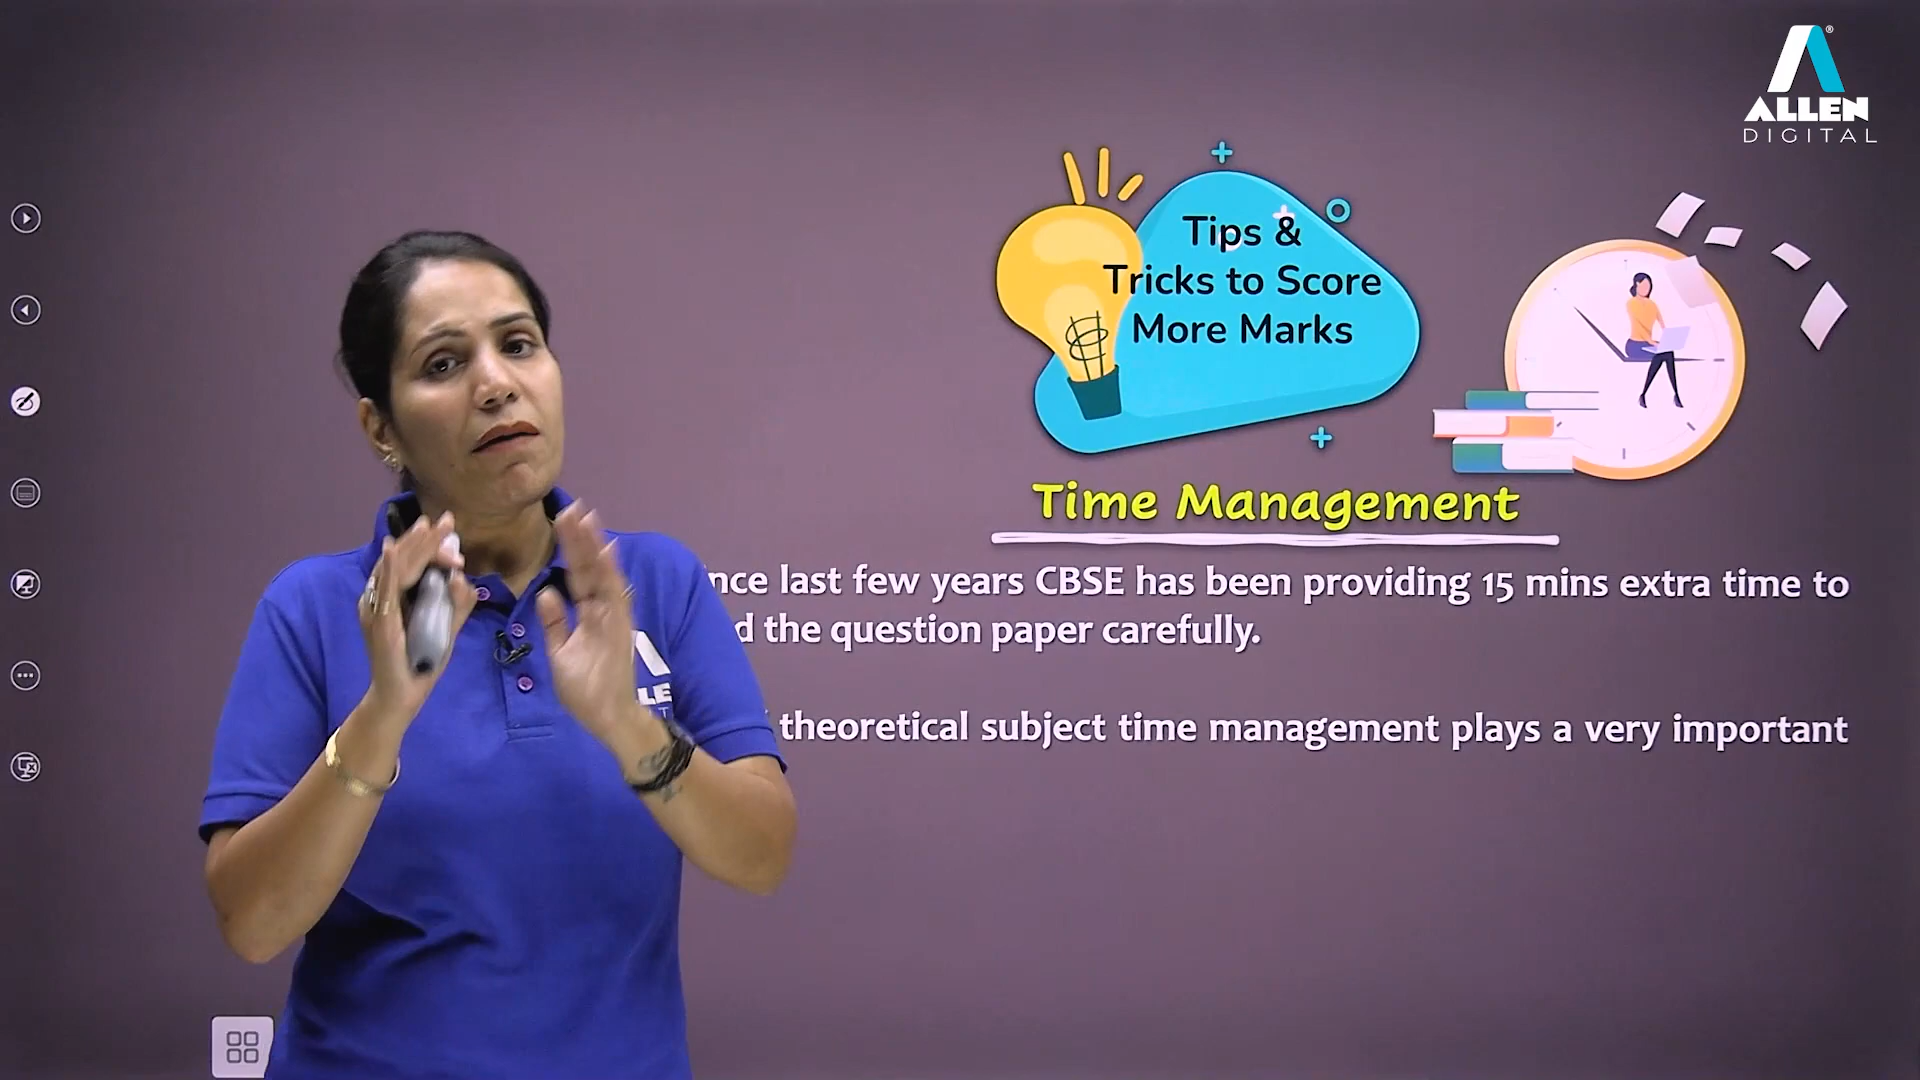 ALLEN
DIGITAL
Tips &
Tricks to Score
More Marks
Time Management
last few years CBSE has been providing 15 mins extra time to
the question paper carefully.
theoretical subject time management plays a very important